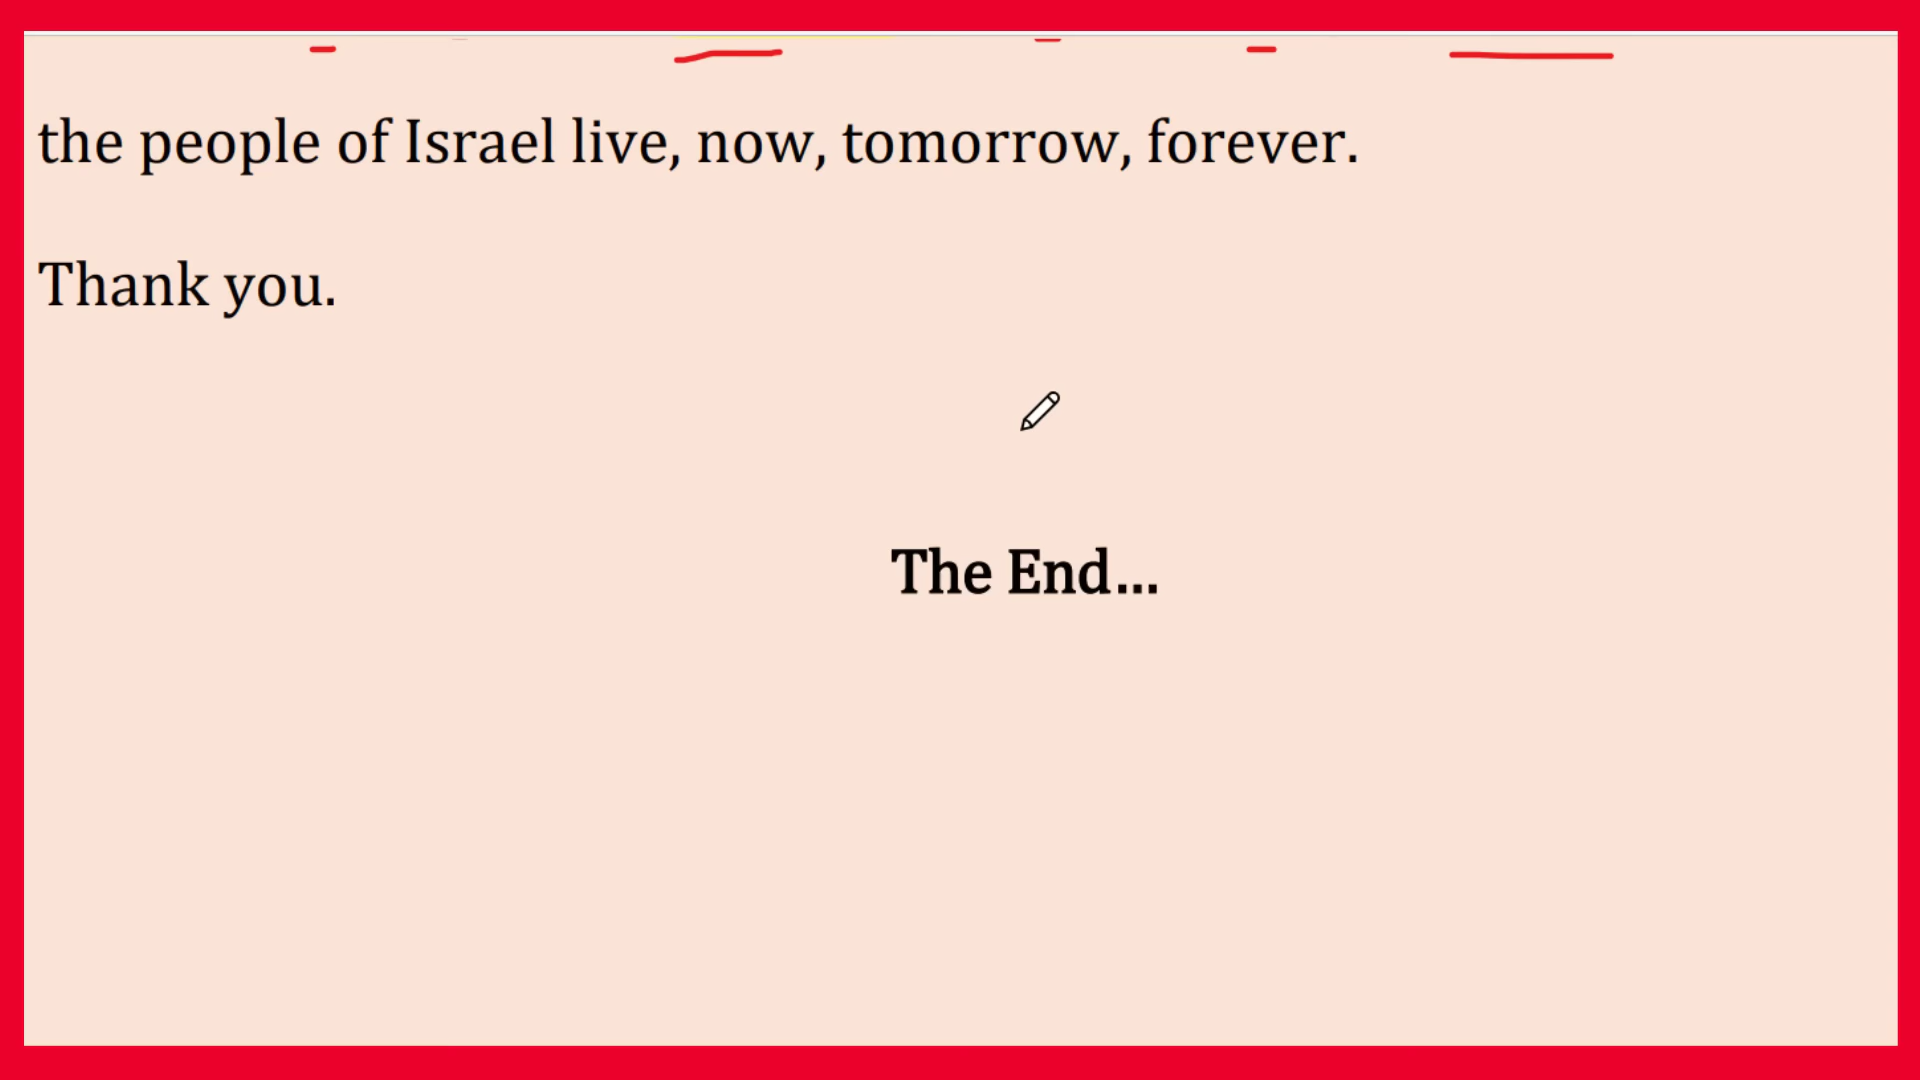 the people of Israel live, now, tomorrow, forever.
Thank you.
The End...